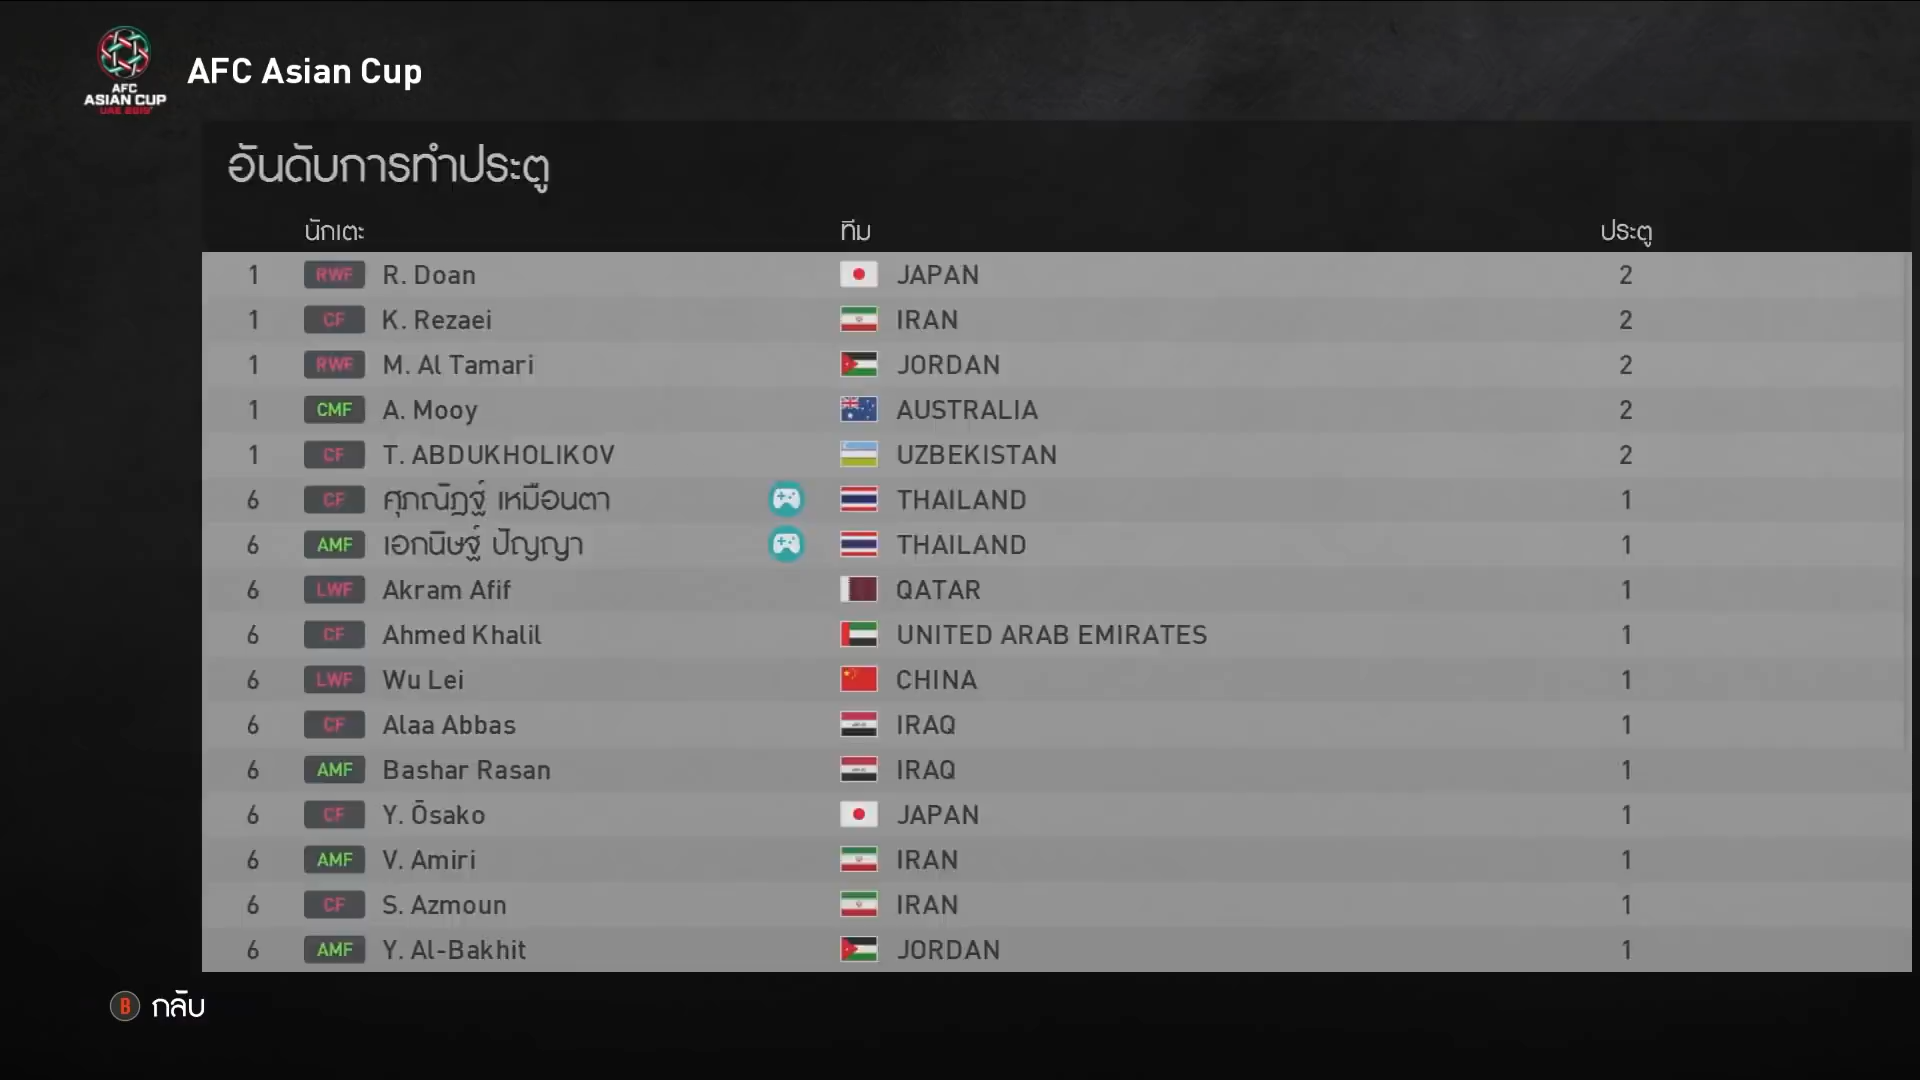 AFC
ASIAN CUP
UAE 2019
AFC Asian Cup
อันดับการทำประตู
นักเตะ ทีม ประตู
1 RWF R. Doan JAPAN 2
1 CF K. Rezaei IRAN 2
1 RWF M. Al Tamari JORDAN 2
1 CMF A. Mooy AUSTRALIA 2
1 CF T. ABDUKHOLIKOV UZBEKISTAN 2
6 CF ศุภณัฏฐ์ เหมือนตา THAILAND 1
6 AMF เอกนิษฐ์ ปัญญา THAILAND 1
6 LWF Akram Afif QATAR 1
6 CF Ahmed Khalil UNITED ARAB EMIRATES 1
6 LWF Wu Lei CHINA 1
6 CF Alaa Abbas IRAQ 1
6 AMF Bashar Rasan IRAQ 1
6 CF Y. Ōsako JAPAN 1
6 AMF V. Amiri IRAN 1
6 CF S. Azmoun IRAN 1
6 AMF Y. Al-Bakhit JORDAN 1
B กลับ